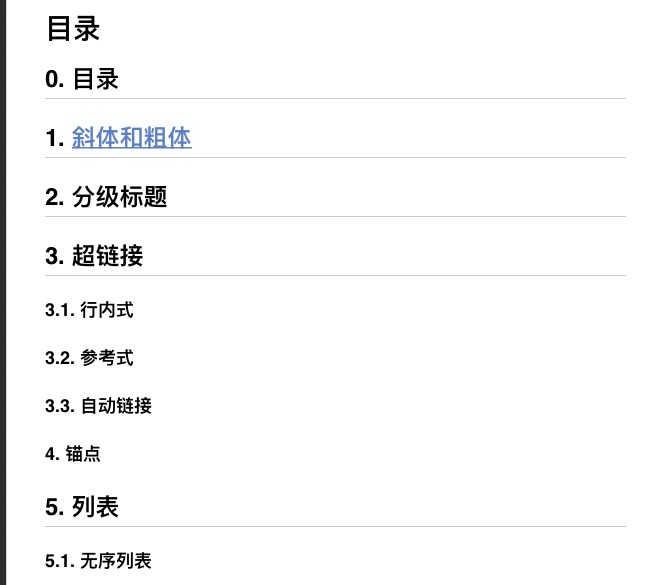 目录
0. 目录
1. 斜体和粗体
2. 分级标题
3. 超链接
3.1. 行内式
3.2. 参考式
3.3. 自动链接
4. 锚点
5. 列表
5.1. 无序列表